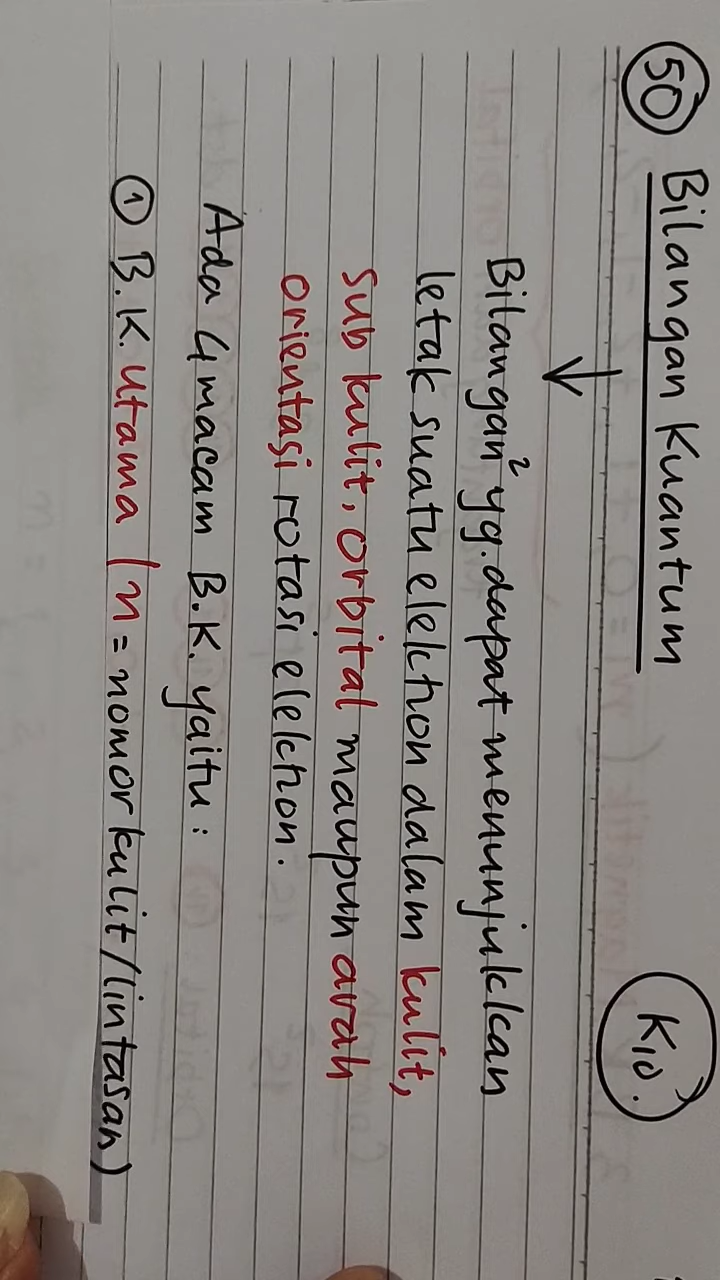 50 Bilangan Kuantum
K10.
↓
Bilangan² yg. dapat menunjukkan
letak suatu elektron dalam kulit,
sub kulit, orbital maupun arah
orientasi rotasi elektron.
Ada 4 macam B.K. yaitu:
① B.K. utama (n = nomor kulit/lintasan)